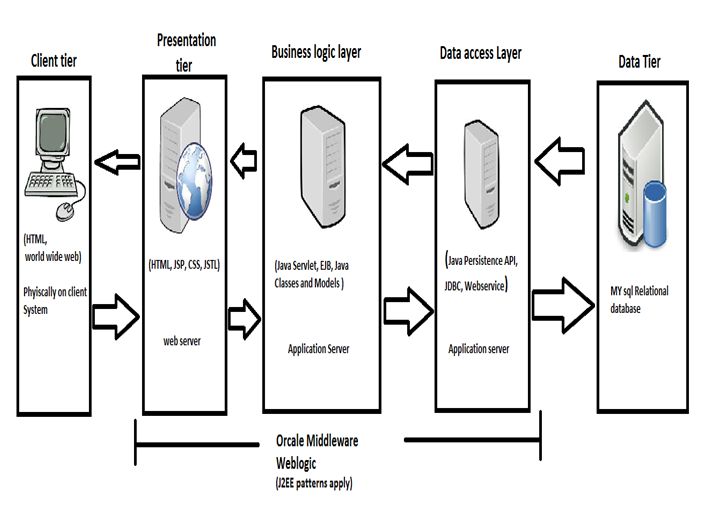 Client tier
(HTML,
world wide web)
Phyiscally on client
System
Presentation
tier
(HTML, JSP, CSS, JSTL)
web server
Business logic layer
(Java Servlet, EJB, Java
Classes and Models )
Application Server
Data access Layer
(Java Persistence API,
JDBC, Webservice)
Application server
Data Tier
MY sql Relational
database
Orcale Middleware
Weblogic
(J2EE patterns apply)